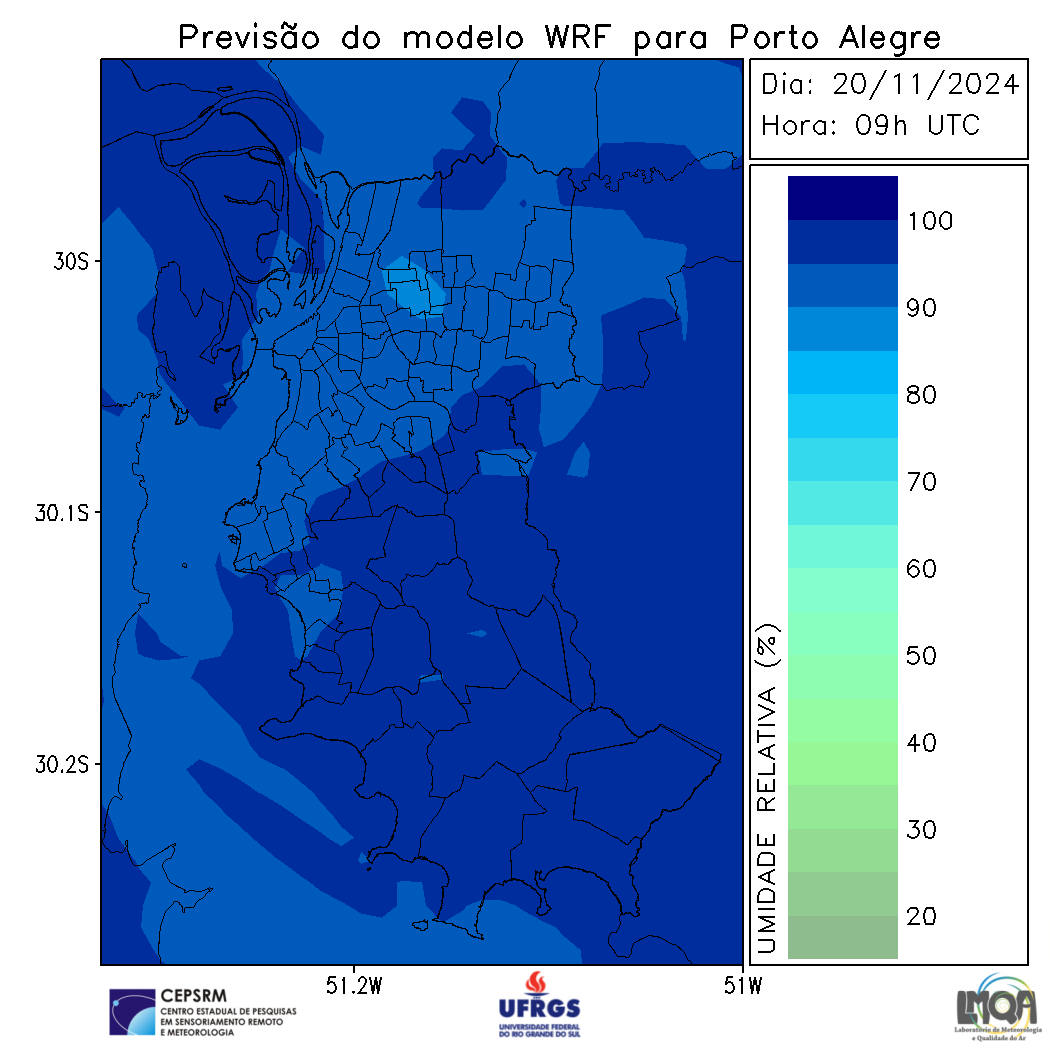 Previsão do modelo WRF para Porto Alegre
Dia: 20/11/2024
Hora: 09h UTC
30S
30.1S
30.2S
51.2W
51W
100
90
80
70
60
50
40
30
20
UMIDADE RELATIVA (%)
CEPSRM
CENTRO ESTADUAL DE PESQUISAS
EM SENSORIAMENTO REMOTO
E METEOROLOGIA
UFRGS
UNIVERSIDADE FEDERAL
DO RIO GRANDE DO SUL
LMQA
Laboratório de Meteorologia
e Qualidade do Ar